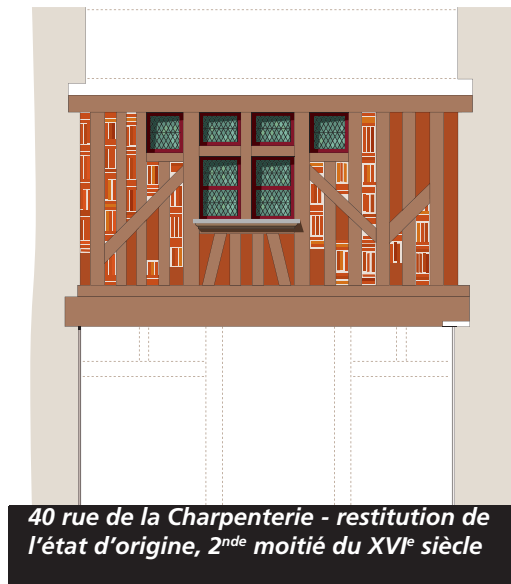 40 rue de la Charpenterie - restitution de
l’état d’origine, 2nde moitié du XVIe siècle